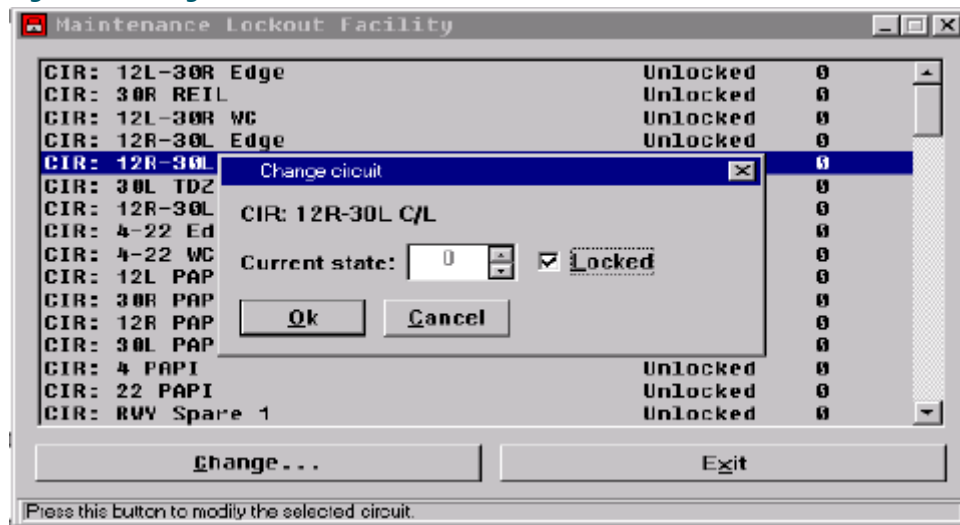 Maintenance Lockout Facility
CIR: 12L-30R Edge Unlocked 0
CIR: 30R REIL Unlocked 0
CIR: 12L-30R WC Unlocked 0
CIR: 12R-30L Edge Unlocked 0
CIR: 12R-30L 0
CIR: 30L TDZ 0
CIR: 12R-30L 0
CIR: 4-22 Ed 0
CIR: 4-22 WC 0
CIR: 12L PAP 0
CIR: 30R PAP 0
CIR: 12R PAP 0
CIR: 30L PAP 0
CIR: 4 PAPI Unlocked 0
CIR: 22 PAPI Unlocked 0
CIR: RWY Spare 1 Unlocked 0
Change circuit
CIR: 12R-30L C/L
Current state: 0 Locked
Ok Cancel
Change... Exit
Press this button to modify the selected circuit.